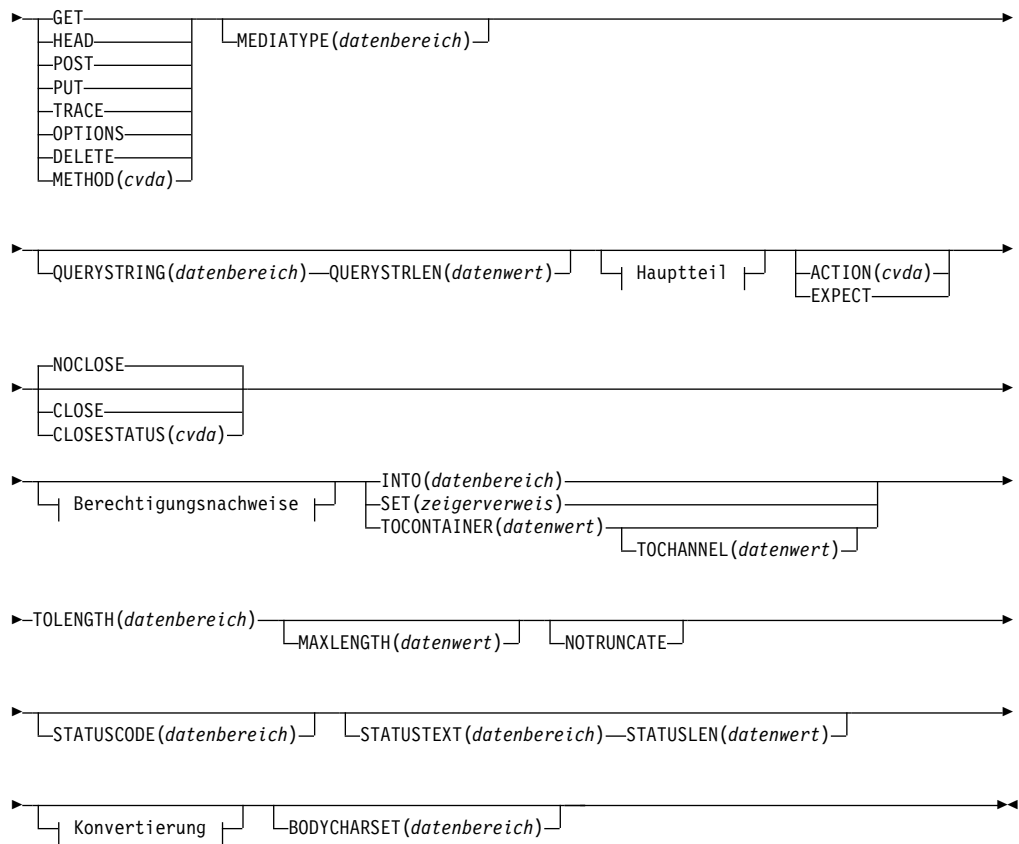 GET
HEAD MEDIATYPE(datenbereich)
POST
PUT
TRACE
OPTIONS
DELETE
METHOD(cvda)
QUERYSTRING(datenbereich) QUERYSTRLEN(datenwert) Hauptteil ACTION(cvda)
EXPECT
NOCLOSE
CLOSE
CLOSESTATUS(cvda)
Berechtigungsnachweise INTO(datenbereich)
SET(zeigerverweis)
TOCONTAINER(datenwert)
TOCHANNEL(datenwert)
TOLENGTH(datenbereich)
MAXLENGTH(datenwert) NOTRUNCATE
STATUSCODE(datenbereich) STATUSTEXT(datenbereich) STATUSLEN(datenwert)
Konvertierung BODYCHARSET(datenbereich)